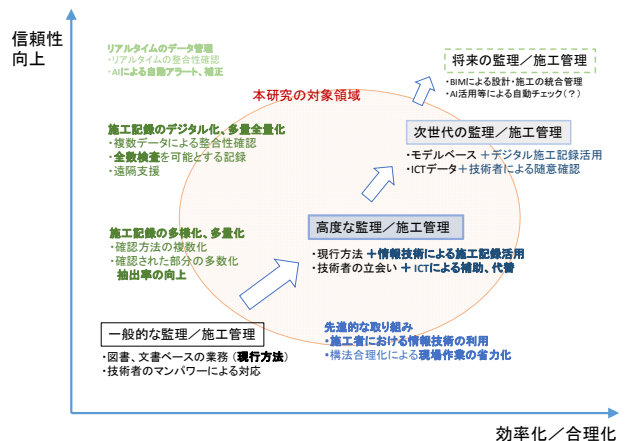 信頼性
向上
リアルタイムのデータ管理
・リアルタイムの整合性確認
・AIによる自動アラート、補正
将来の監理／施工管理
・BIMによる設計・施工の統合管理
・AI活用等による自動チェック(？)
本研究の対象領域
施工記録のデジタル化、多量全量化
・複数データによる整合性確認
・全数検査を可能とする記録
・遠隔支援
次世代の監理／施工管理
・モデルベース ＋デジタル施工記録活用
・ICTデータ＋技術者による随意確認
施工記録の多様化、多量化
・確認方法の複数化
・確認された部分の多数化
抽出率の向上
高度な監理／施工管理
・現行方法 ＋情報技術による施工記録活用
・技術者の立会い ＋ ICTによる補助、代替
一般的な監理／施工管理
・図書、文書ベースの業務（現行方法）
・技術者のマンパワーによる対応
先進的な取り組み
・施工者における情報技術の利用
・構法合理化による現場作業の省力化
効率化／合理化